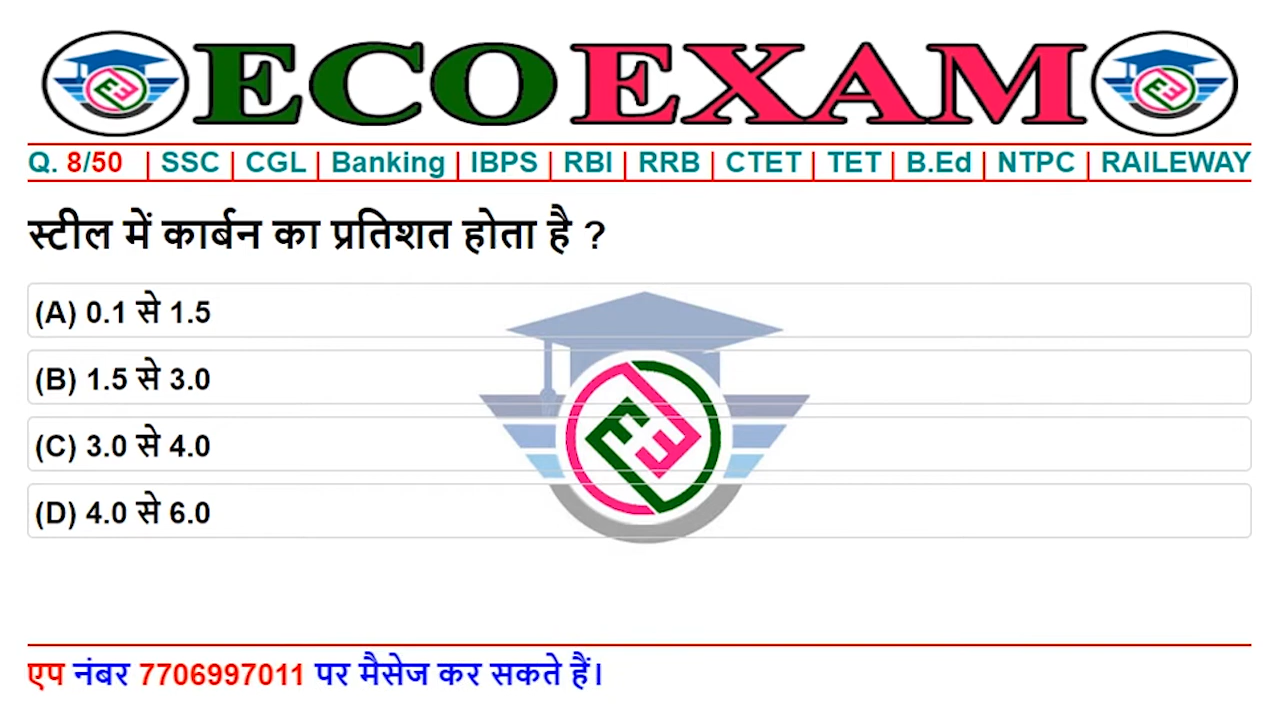 ECOEXAM
Q. 8/50 | SSC | CGL | Banking | IBPS | RBI | RRB | CTET | TET | B.Ed | NTPC | RAILEWAY
स्टील में कार्बन का प्रतिशत होता है ?
(A) 0.1 से 1.5
(B) 1.5 से 3.0
(C) 3.0 से 4.0
(D) 4.0 से 6.0
एप नंबर 7706997011 पर मैसेज कर सकते हैं।